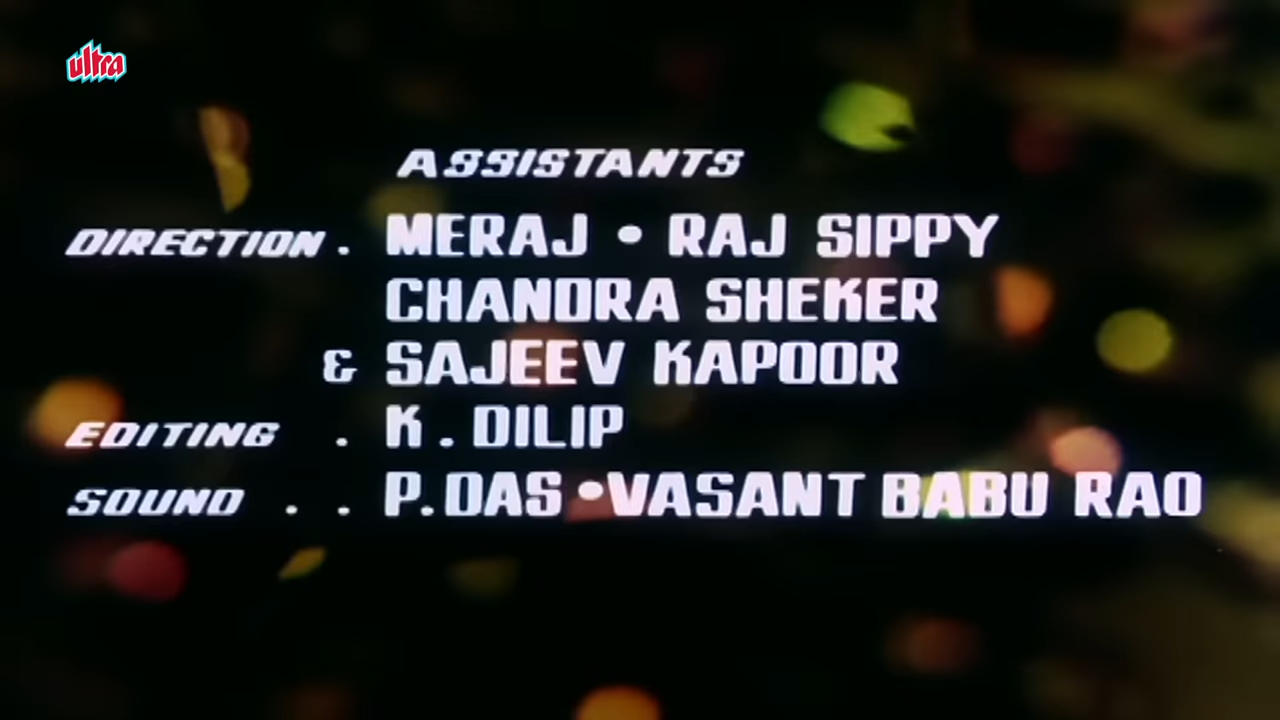 ultra
ASSISTANTS
DIRECTION . MERAJ • RAJ SIPPY
CHANDRA SHEKER
& SAJEEV KAPOOR
EDITING . K. DILIP
SOUND . . P. DAS • VASANT BABU RAO